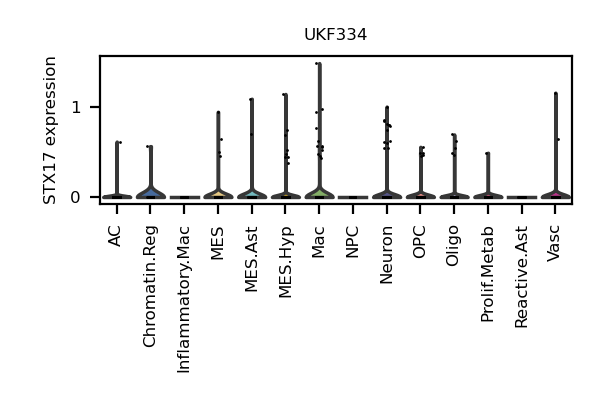 UKF334
STX17 expression
1
0
AC
Chromatin.Reg
Inflammatory.Mac
MES
MES.Ast
MES.Hyp
Mac
NPC
Neuron
OPC
Oligo
Prolif.Metab
Reactive.Ast
Vasc